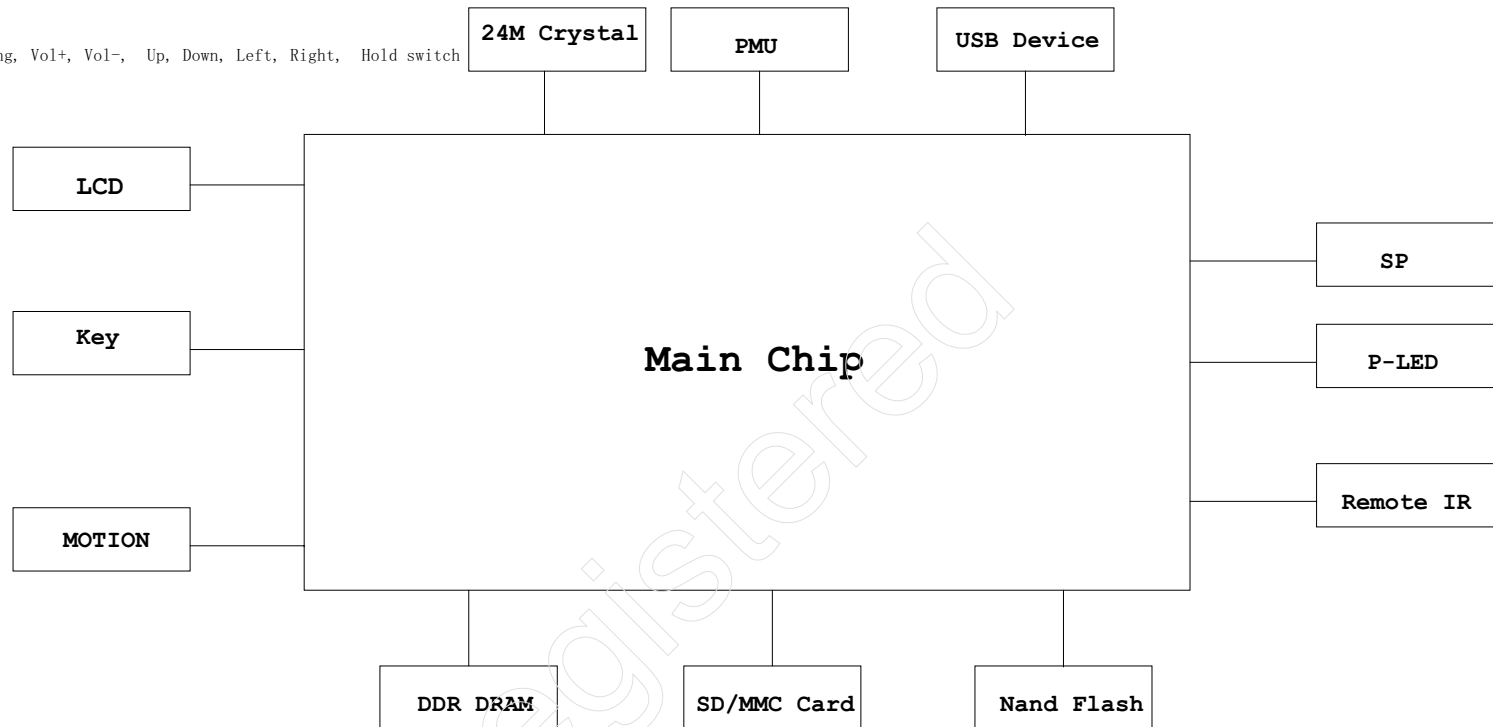 24M Crystal
PMU
USB Device
ng, Vol+, Vol-, Up, Down, Left, Right, Hold switch
LCD
SP
Key
Main Chip
P-LED
Remote IR
MOTION
DDR DRAM
SD/MMC Card
Nand Flash
egistered